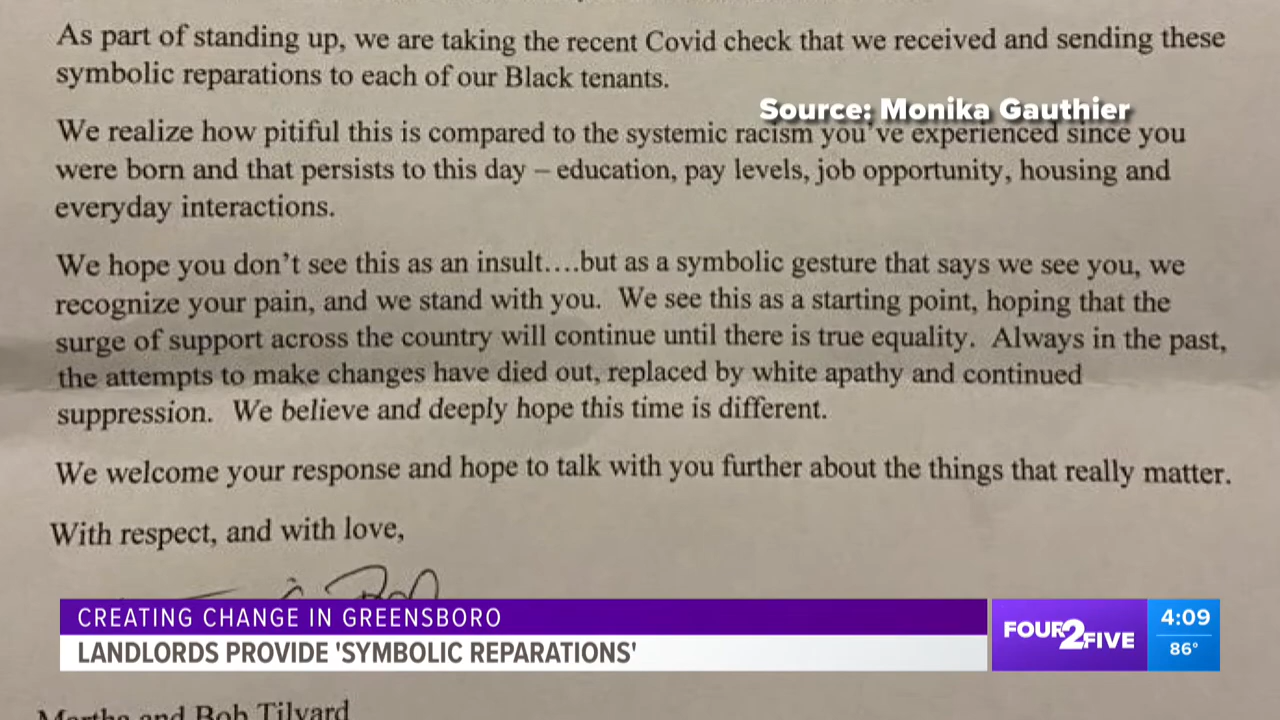 As part of standing up, we are taking the recent Covid check that we received and sending these
symbolic reparations to each of our Black tenants.
Source: Monika Gauthier
We realize how pitiful this is compared to the systemic racism you've experienced since you
were born and that persists to this day – education, pay levels, job opportunity, housing and
everyday interactions.
We hope you don't see this as an insult….but as a symbolic gesture that says we see you, we
recognize your pain, and we stand with you.  We see this as a starting point, hoping that the
surge of support across the country will continue until there is true equality.  Always in the past,
the attempts to make changes have died out, replaced by white apathy and continued
suppression.  We believe and deeply hope this time is different.
We welcome your response and hope to talk with you further about the things that really matter.
With respect, and with love,
CREATING CHANGE IN GREENSBORO
LANDLORDS PROVIDE 'SYMBOLIC REPARATIONS'
FOUR2FIVE
4:09
86°
Martha and Bob Tilyard